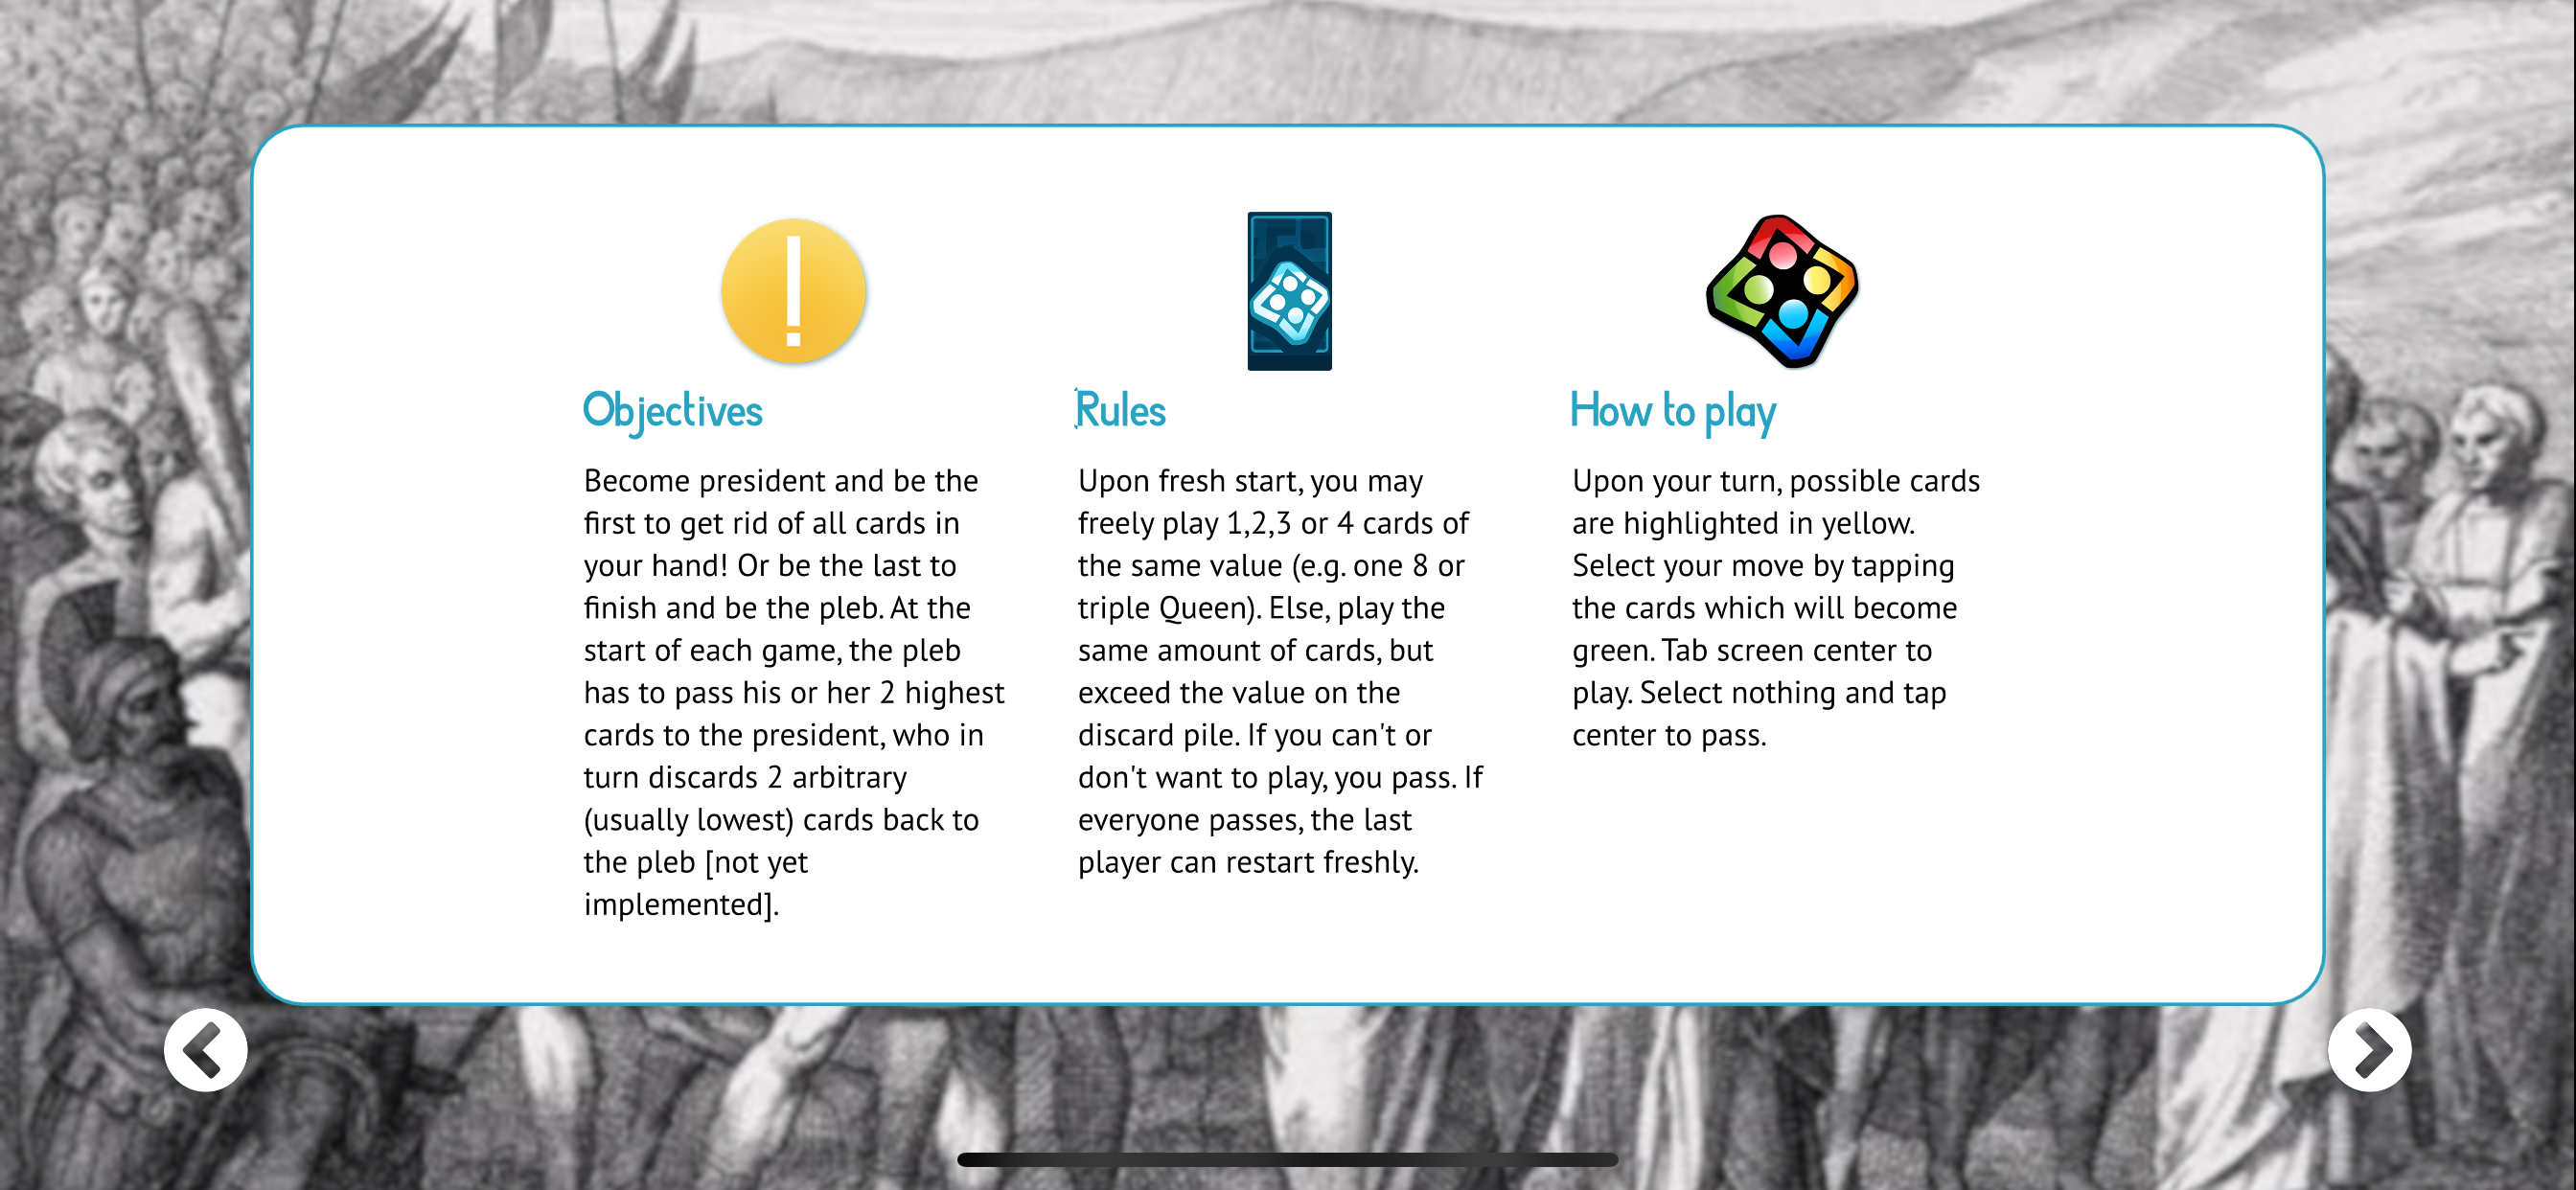 Objectives
Become president and be the
first to get rid of all cards in
your hand! Or be the last to
finish and be the pleb. At the
start of each game, the pleb
has to pass his or her 2 highest
cards to the president, who in
turn discards 2 arbitrary
(usually lowest) cards back to
the pleb [not yet
implemented].
Rules
Upon fresh start, you may
freely play 1,2,3 or 4 cards of
the same value (e.g. one 8 or
triple Queen). Else, play the
same amount of cards, but
exceed the value on the
discard pile. If you can't or
don't want to play, you pass. If
everyone passes, the last
player can restart freshly.
How to play
Upon your turn, possible cards
are highlighted in yellow.
Select your move by tapping
the cards which will become
green. Tab screen center to
play. Select nothing and tap
center to pass.